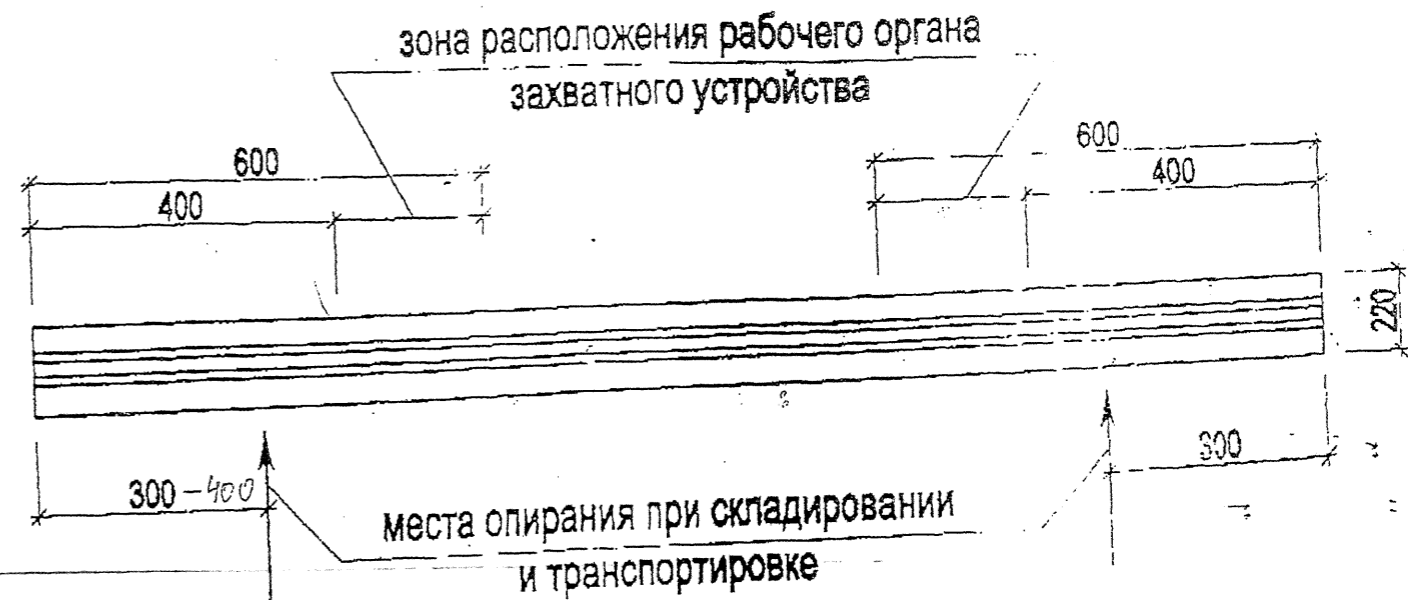 зона расположения рабочего органа
захватного устройства
600
600
400
400
220
300-400
300
места опирания при складировании
и транспортировке